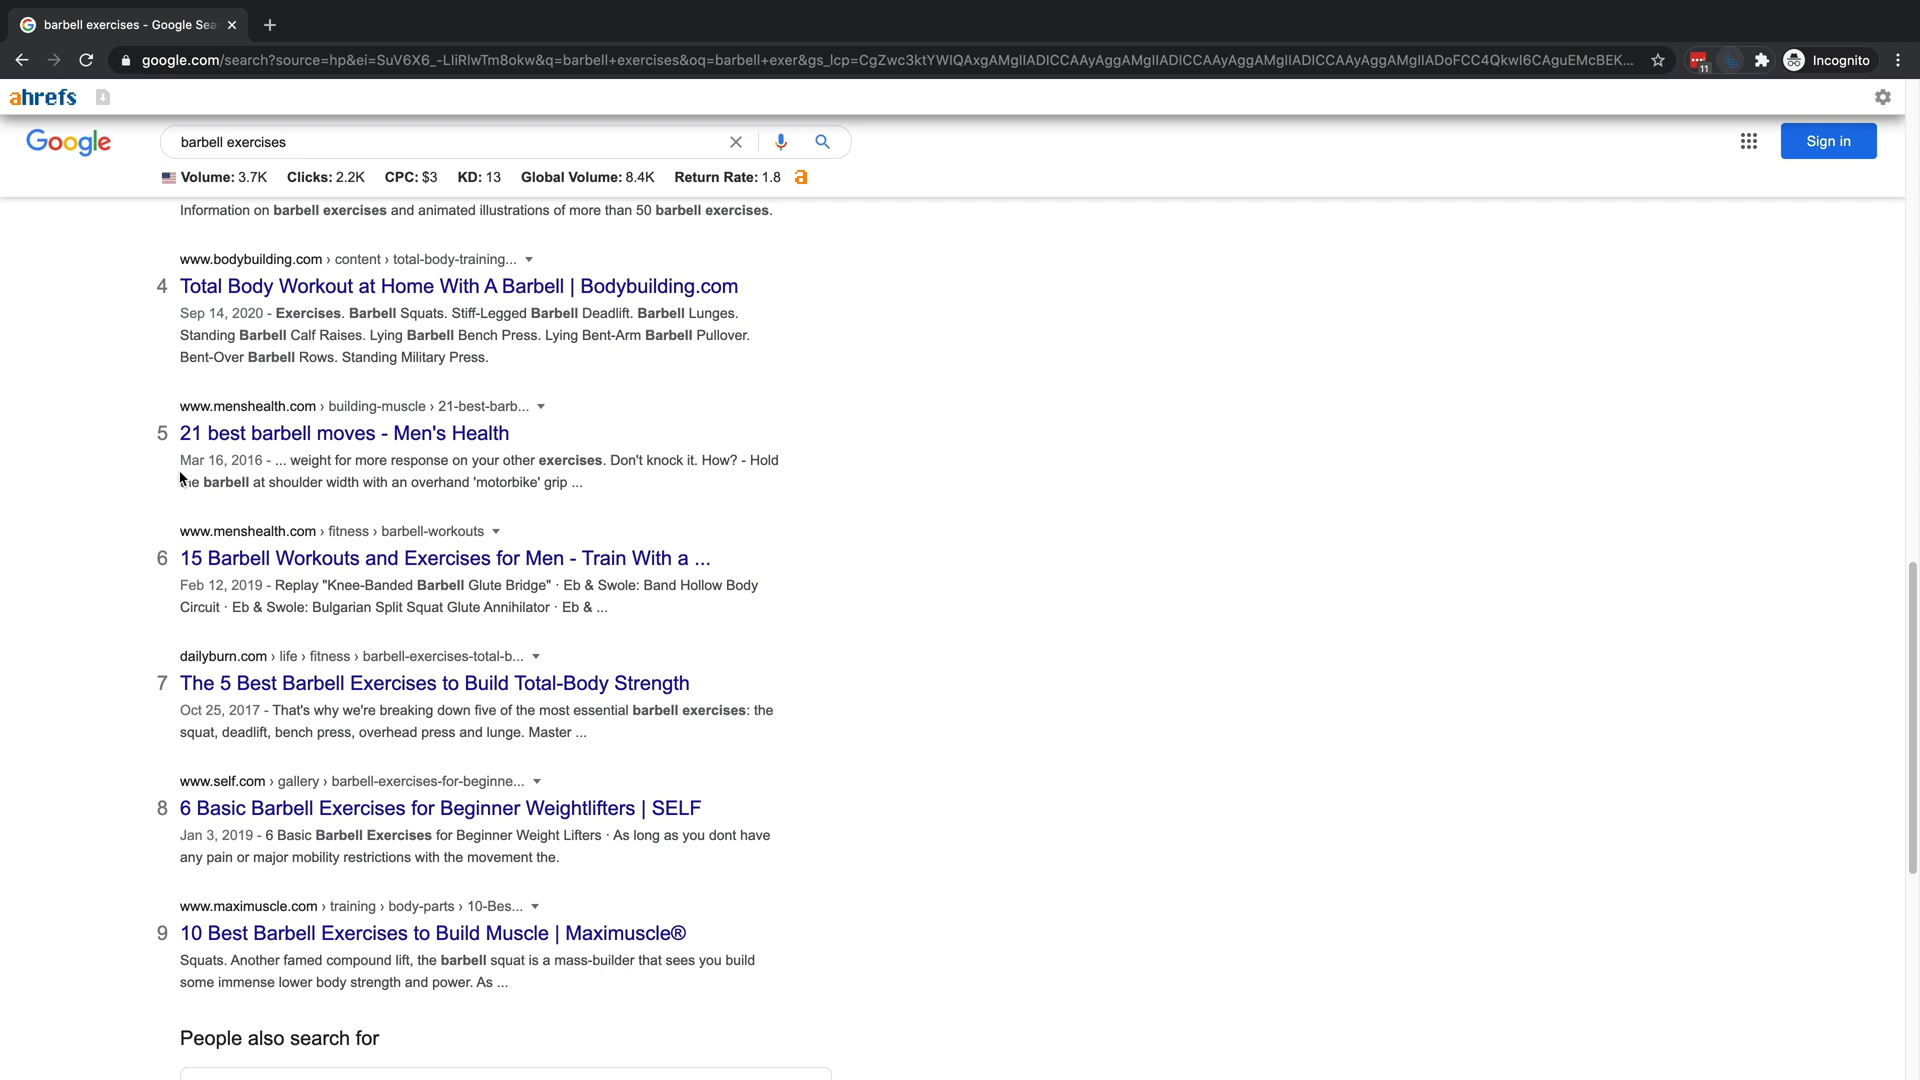 barbell exercises - Google Sea
google.com/search?source=hp&ei=SuV6X6_-LIiRlwTm8okw&q=barbell+exercises&oq=barbell+exer&gs_lcp=CgZwc3ktYWIQAxgAMgIIADICCAAyAggAMgIIADICCAAyAggAMgIIADICCAAyAggAMgIIADoFCC4QkwI6CAguEMcBEK...
11
Incognito
ahrefs
Google
barbell exercises
Sign in
Volume: 3.7K Clicks: 2.2K CPC: $3 KD: 13 Global Volume: 8.4K Return Rate: 1.8 a
Information on barbell exercises and animated illustrations of more than 50 barbell exercises.
www.bodybuilding.com › content › total-body-training...
4 Total Body Workout at Home With A Barbell | Bodybuilding.com
Sep 14, 2020 - Exercises. Barbell Squats. Stiff-Legged Barbell Deadlift. Barbell Lunges.
Standing Barbell Calf Raises. Lying Barbell Bench Press. Lying Bent-Arm Barbell Pullover.
Bent-Over Barbell Rows. Standing Military Press.
www.menshealth.com › building-muscle › 21-best-barb...
5 21 best barbell moves - Men's Health
Mar 16, 2016 - ... weight for more response on your other exercises. Don't knock it. How? - Hold
the barbell at shoulder width with an overhand 'motorbike' grip ...
www.menshealth.com › fitness › barbell-workouts
6 15 Barbell Workouts and Exercises for Men - Train With a ...
Feb 12, 2019 - Replay "Knee-Banded Barbell Glute Bridge" · Eb & Swole: Band Hollow Body
Circuit · Eb & Swole: Bulgarian Split Squat Glute Annihilator · Eb & ...
dailyburn.com › life › fitness › barbell-exercises-total-b...
7 The 5 Best Barbell Exercises to Build Total-Body Strength
Oct 25, 2017 - That's why we're breaking down five of the most essential barbell exercises: the
squat, deadlift, bench press, overhead press and lunge. Master ...
www.self.com › gallery › barbell-exercises-for-beginne...
8 6 Basic Barbell Exercises for Beginner Weightlifters | SELF
Jan 3, 2019 - 6 Basic Barbell Exercises for Beginner Weight Lifters · As long as you dont have
any pain or major mobility restrictions with the movement the.
www.maximuscle.com › training › body-parts › 10-Bes...
9 10 Best Barbell Exercises to Build Muscle | Maximuscle®
Squats. Another famed compound lift, the barbell squat is a mass-builder that sees you build
some immense lower body strength and power. As ...
People also search for